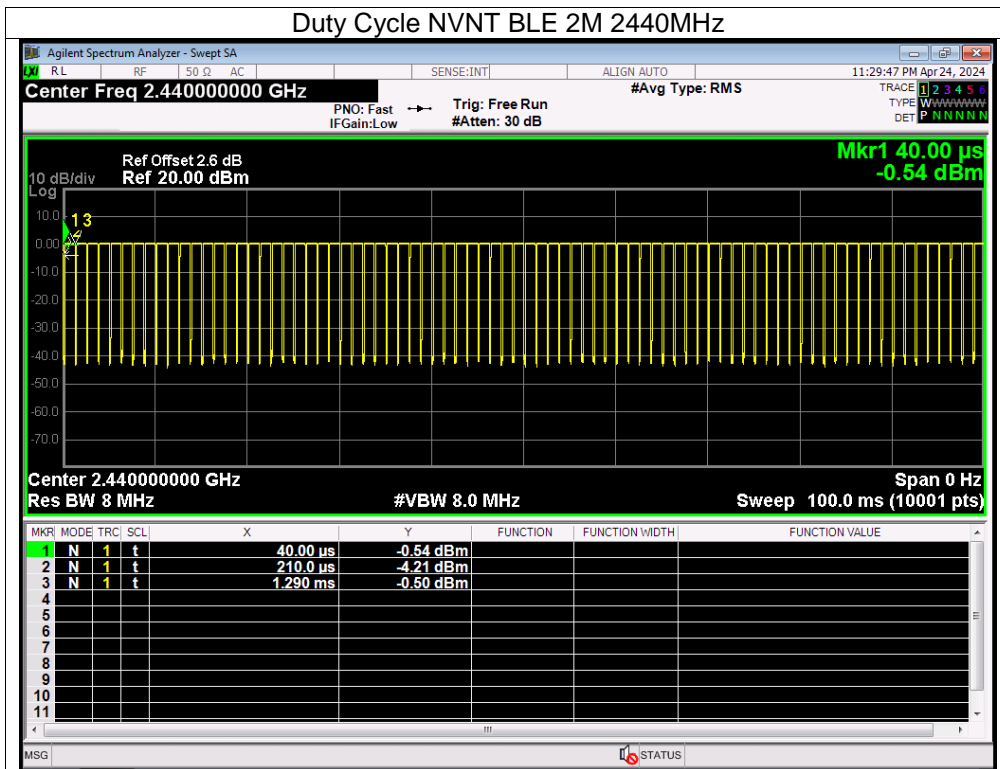 Duty Cycle NVNT BLE 2M 2440MHz
Agilent Spectrum Analyzer - Swept SA
LXI RL RF 50 Ω AC SENSE:INT ALIGN AUTO 11:29:47 PM Apr 24, 2024
Center Freq 2.440000000 GHz #Avg Type: RMS TRACE 1 2 3 4 5 6
PNO: Fast Trig: Free Run TYPE WWWWWWW
IFGain:Low #Atten: 30 dB DET P N N N N N
Mkr1 40.00 µs
Ref Offset 2.6 dB
10 dB/div Ref 20.00 dBm -0.54 dBm
Log
10.0
1 3
0.00
-10.0
-20.0
-30.0
-40.0
-50.0
-60.0
-70.0
Center 2.440000000 GHz Span 0 Hz
Res BW 8 MHz #VBW 8.0 MHz Sweep 100.0 ms (10001 pts)
MKR MODE TRC SCL X Y FUNCTION FUNCTION WIDTH FUNCTION VALUE
1 N 1 t 40.00 µs -0.54 dBm
2 N 1 t 210.0 µs -4.21 dBm
3 N 1 t 1.290 ms -0.50 dBm
4
5
6
7
8
9
10
11
MSG STATUS